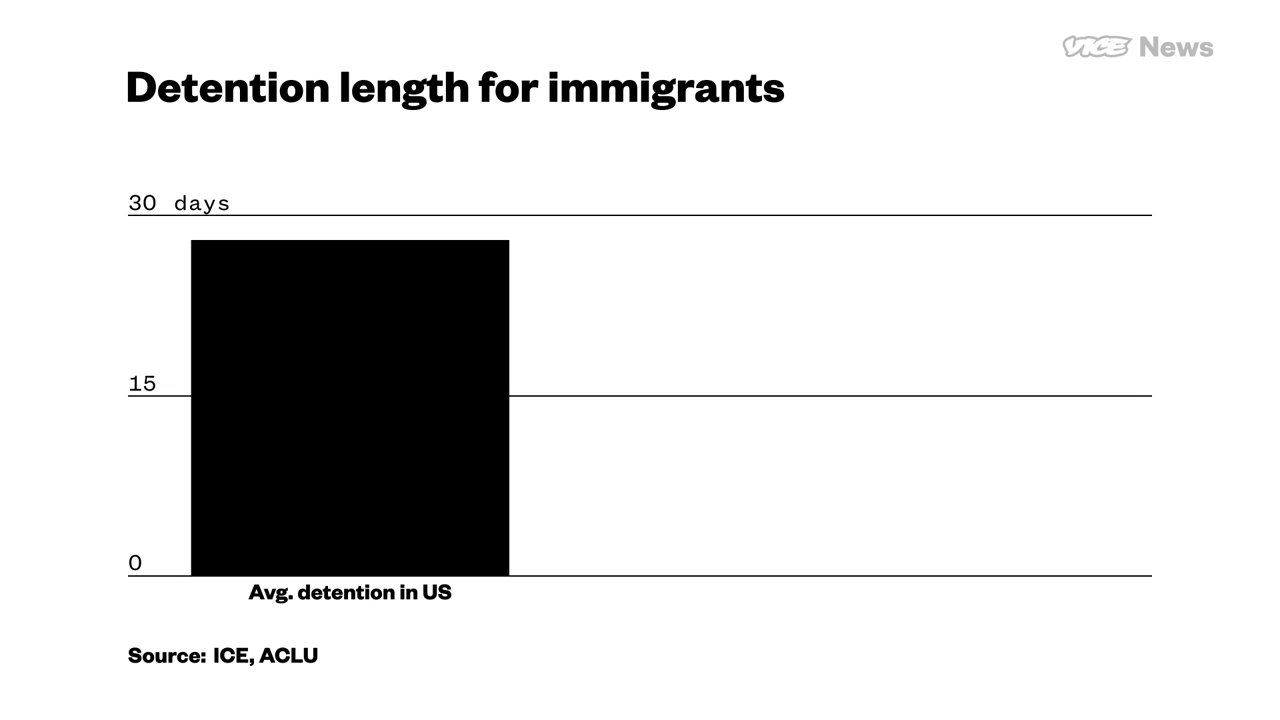 VICE News
Detention length for immigrants
30 days
15
0
Avg. detention in US
Source: ICE, ACLU